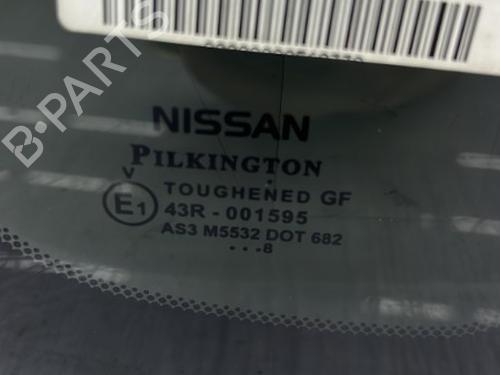 NISSAN
PILKINGTON
V
TOUGHENED GF
E1
43R - 001595
AS3 M5532 DOT 682
...8
B-PARTS